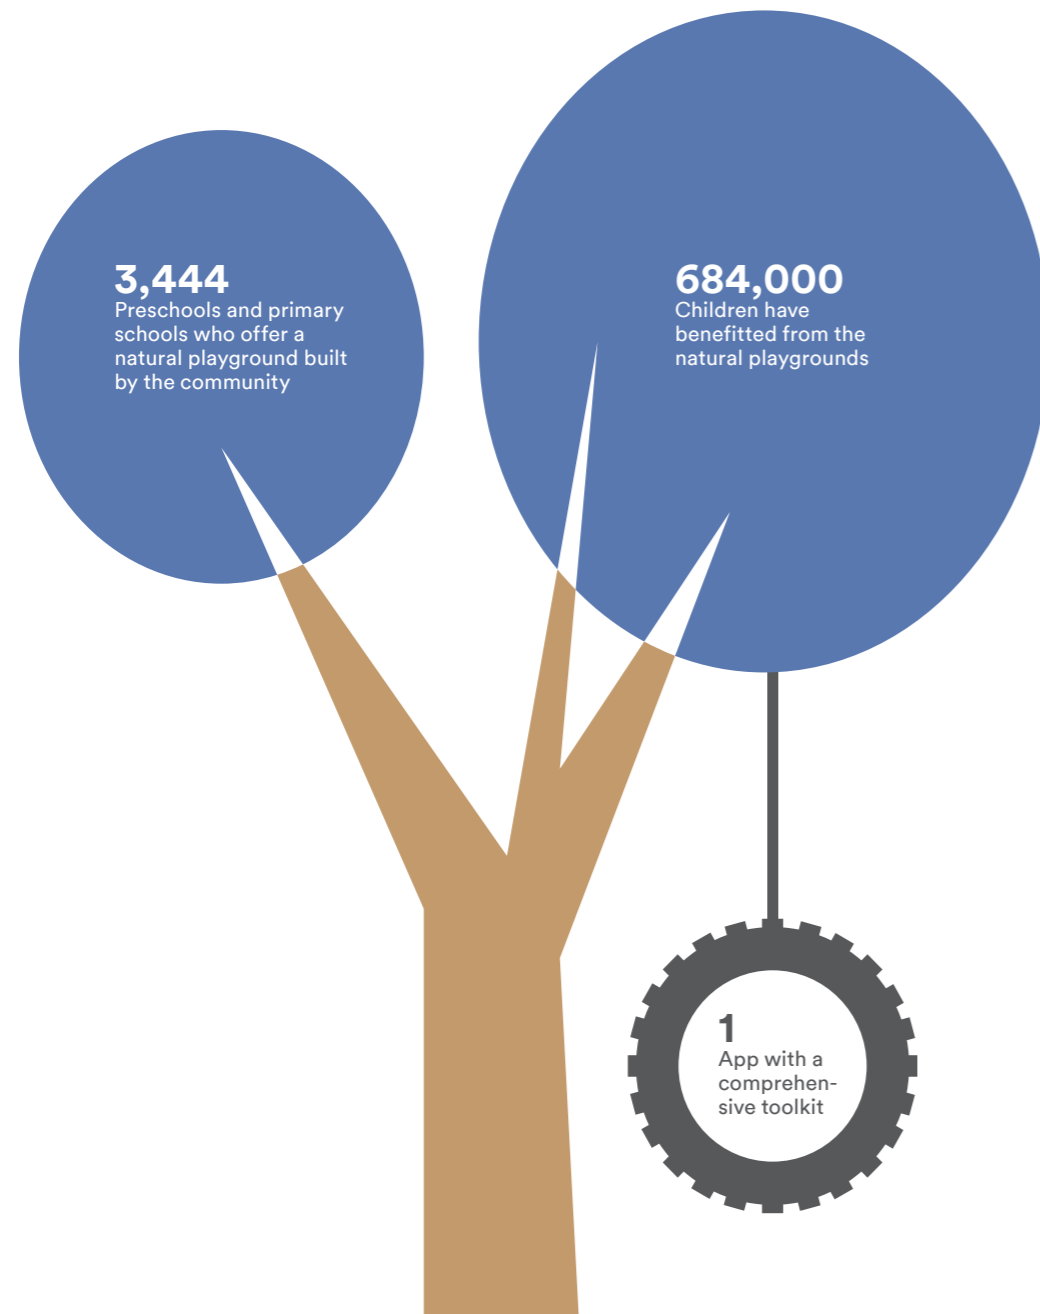 3,444
Preschools and primary
schools who offer a
natural playground built
by the community
684,000
Children have
benefitted from the
natural playgrounds
1
App with a
comprehen-
sive toolkit